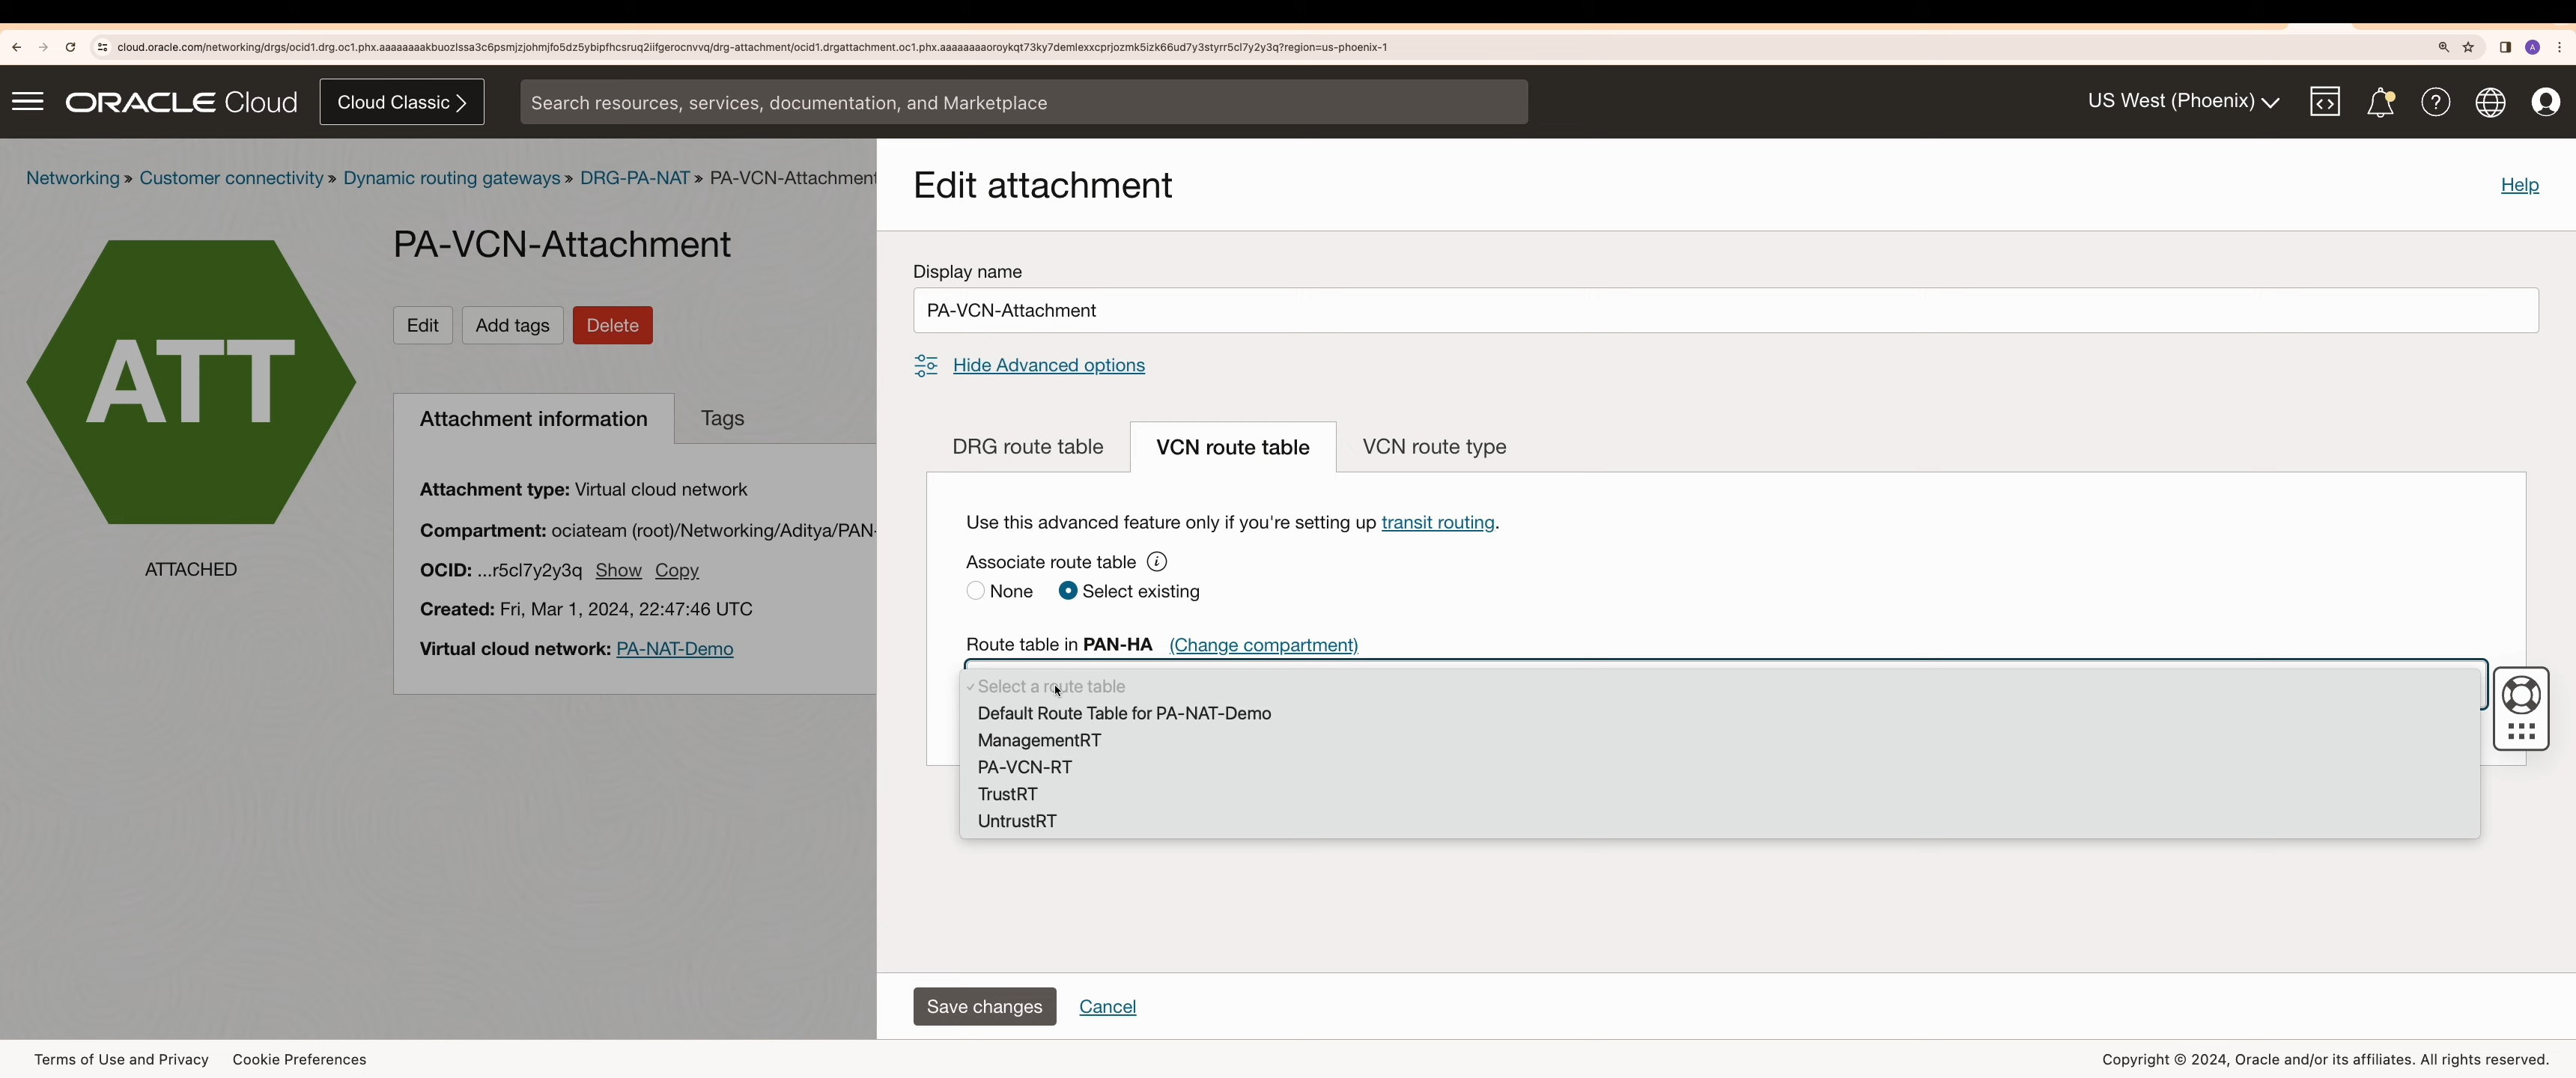 cloud.oracle.com/networking/drgs/ocid1.drg.oc1.phx.aaaaaaaakbuozlssa3c6psmjzjohmjfo5dz5ybipfhcsruq2iifgerocnvvq/drg-attachment/ocid1.drgattachment.oc1.phx.aaaaaaaaoroykqt73ky7demlexxcprjozmk5izk66ud7y3styrr5cl7y2y3q?region=us-phoenix-1
A
ORACLE Cloud
Cloud Classic
Search resources, services, documentation, and Marketplace
US West (Phoenix)
Networking » Customer connectivity » Dynamic routing gateways » DRG-PA-NAT » PA-VCN-Attachment
ATT
ATTACHED
PA-VCN-Attachment
Edit Add tags Delete
Attachment information Tags
Attachment type: Virtual cloud network
Compartment: ociateam (root)/Networking/Aditya/PAN-
OCID: ...r5cl7y2y3q Show Copy
Created: Fri, Mar 1, 2024, 22:47:46 UTC
Virtual cloud network: PA-NAT-Demo
Edit attachment
Help
Display name
PA-VCN-Attachment
Hide Advanced options
DRG route table VCN route table VCN route type
Use this advanced feature only if you're setting up transit routing.
Associate route table
None Select existing
Route table in PAN-HA (Change compartment)
Select a route table
Default Route Table for PA-NAT-Demo
ManagementRT
PA-VCN-RT
TrustRT
UntrustRT
Save changes Cancel
Terms of Use and Privacy Cookie Preferences
Copyright © 2024, Oracle and/or its affiliates. All rights reserved.